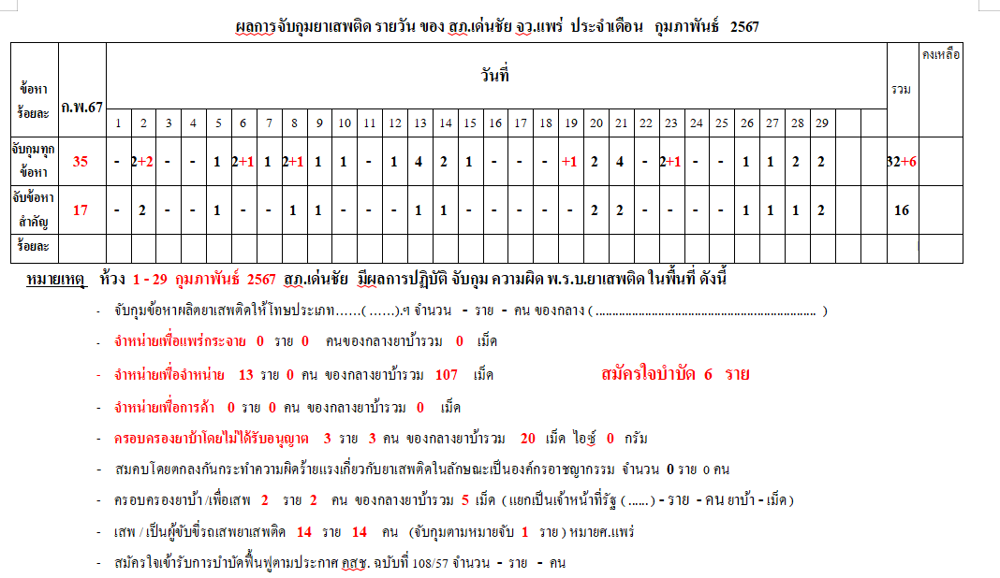 ผลการจับกุมยาเสพติด รายวัน ของ สภ.เด่นชัย จว.แพร่ ประจำเดือน กุมภาพันธ์ 2567
ข้อหา ร้อยละ ก.พ.67 วันที่ รวม คงเหลือ
1 2 3 4 5 6 7 8 9 10 11 12 13 14 15 16 17 18 19 20 21 22 23 24 25 26 27 28 29
จับกุมทุกข้อหา 35 - 2+2 - - 1 2+1 1 2+1 1 1 - 1 4 2 1 - - - +1 2 4 - 2+1 - - 1 1 2 2 32+6
จับข้อหาสำคัญ 17 - 2 - - 1 - - 1 1 - - - 1 1 - - - - - 2 2 - - - - 1 1 1 2 16
ร้อยละ
หมายเหตุ ห้วง 1 - 29 กุมภาพันธ์ 2567 สภ.เด่นชัย มีผลการปฏิบัติ จับกุม ความผิด พ.ร.บ.ยาเสพติด ในพื้นที่ ดังนี้
- จับกุมข้อหาผลิตยาเสพติดให้โทษประเภท......( ......).ฯ จำนวน - ราย - คน ของกลาง ( ........................................................................ )
- จำหน่ายเพื่อแพร่กระจาย 0 ราย 0 คนของกลางยาบ้ารวม 0 เม็ด
- จำหน่ายเพื่อจำหน่าย 13 ราย 0 คน ของกลางยาบ้ารวม 107 เม็ด สมัครใจบำบัด 6 ราย
- จำหน่ายเพื่อการค้า 0 ราย 0 คน ของกลางยาบ้ารวม 0 เม็ด
- ครอบครองยาบ้าโดยไม่ได้รับอนุญาต 3 ราย 3 คน ของกลางยาบ้ารวม 20 เม็ด ไอซ์ 0 กรัม
- สมคบโดยตกลงกันกระทำความผิดร้ายแรงเกี่ยวกับยาเสพติดในลักษณะเป็นองค์กรอาชญากรรม จำนวน 0 ราย 0 คน
- ครอบครองยาบ้า /เพื่อเสพ 2 ราย 2 คน ของกลางยาบ้ารวม 5 เม็ด ( แยกเป็นเจ้าหน้าที่รัฐ ( ...... ) - ราย - คน ยาบ้า - เม็ด )
- เสพ / เป็นผู้ขับขี่รถเสพยาเสพติด 14 ราย 14 คน (จับกุมตามหมายจับ 1 ราย ) หมายศ.แพร่
- สมัครใจเข้ารับการบำบัดฟื้นฟูตามประกาศ คสช. ฉบับที่ 108/57 จำนวน - ราย - คน